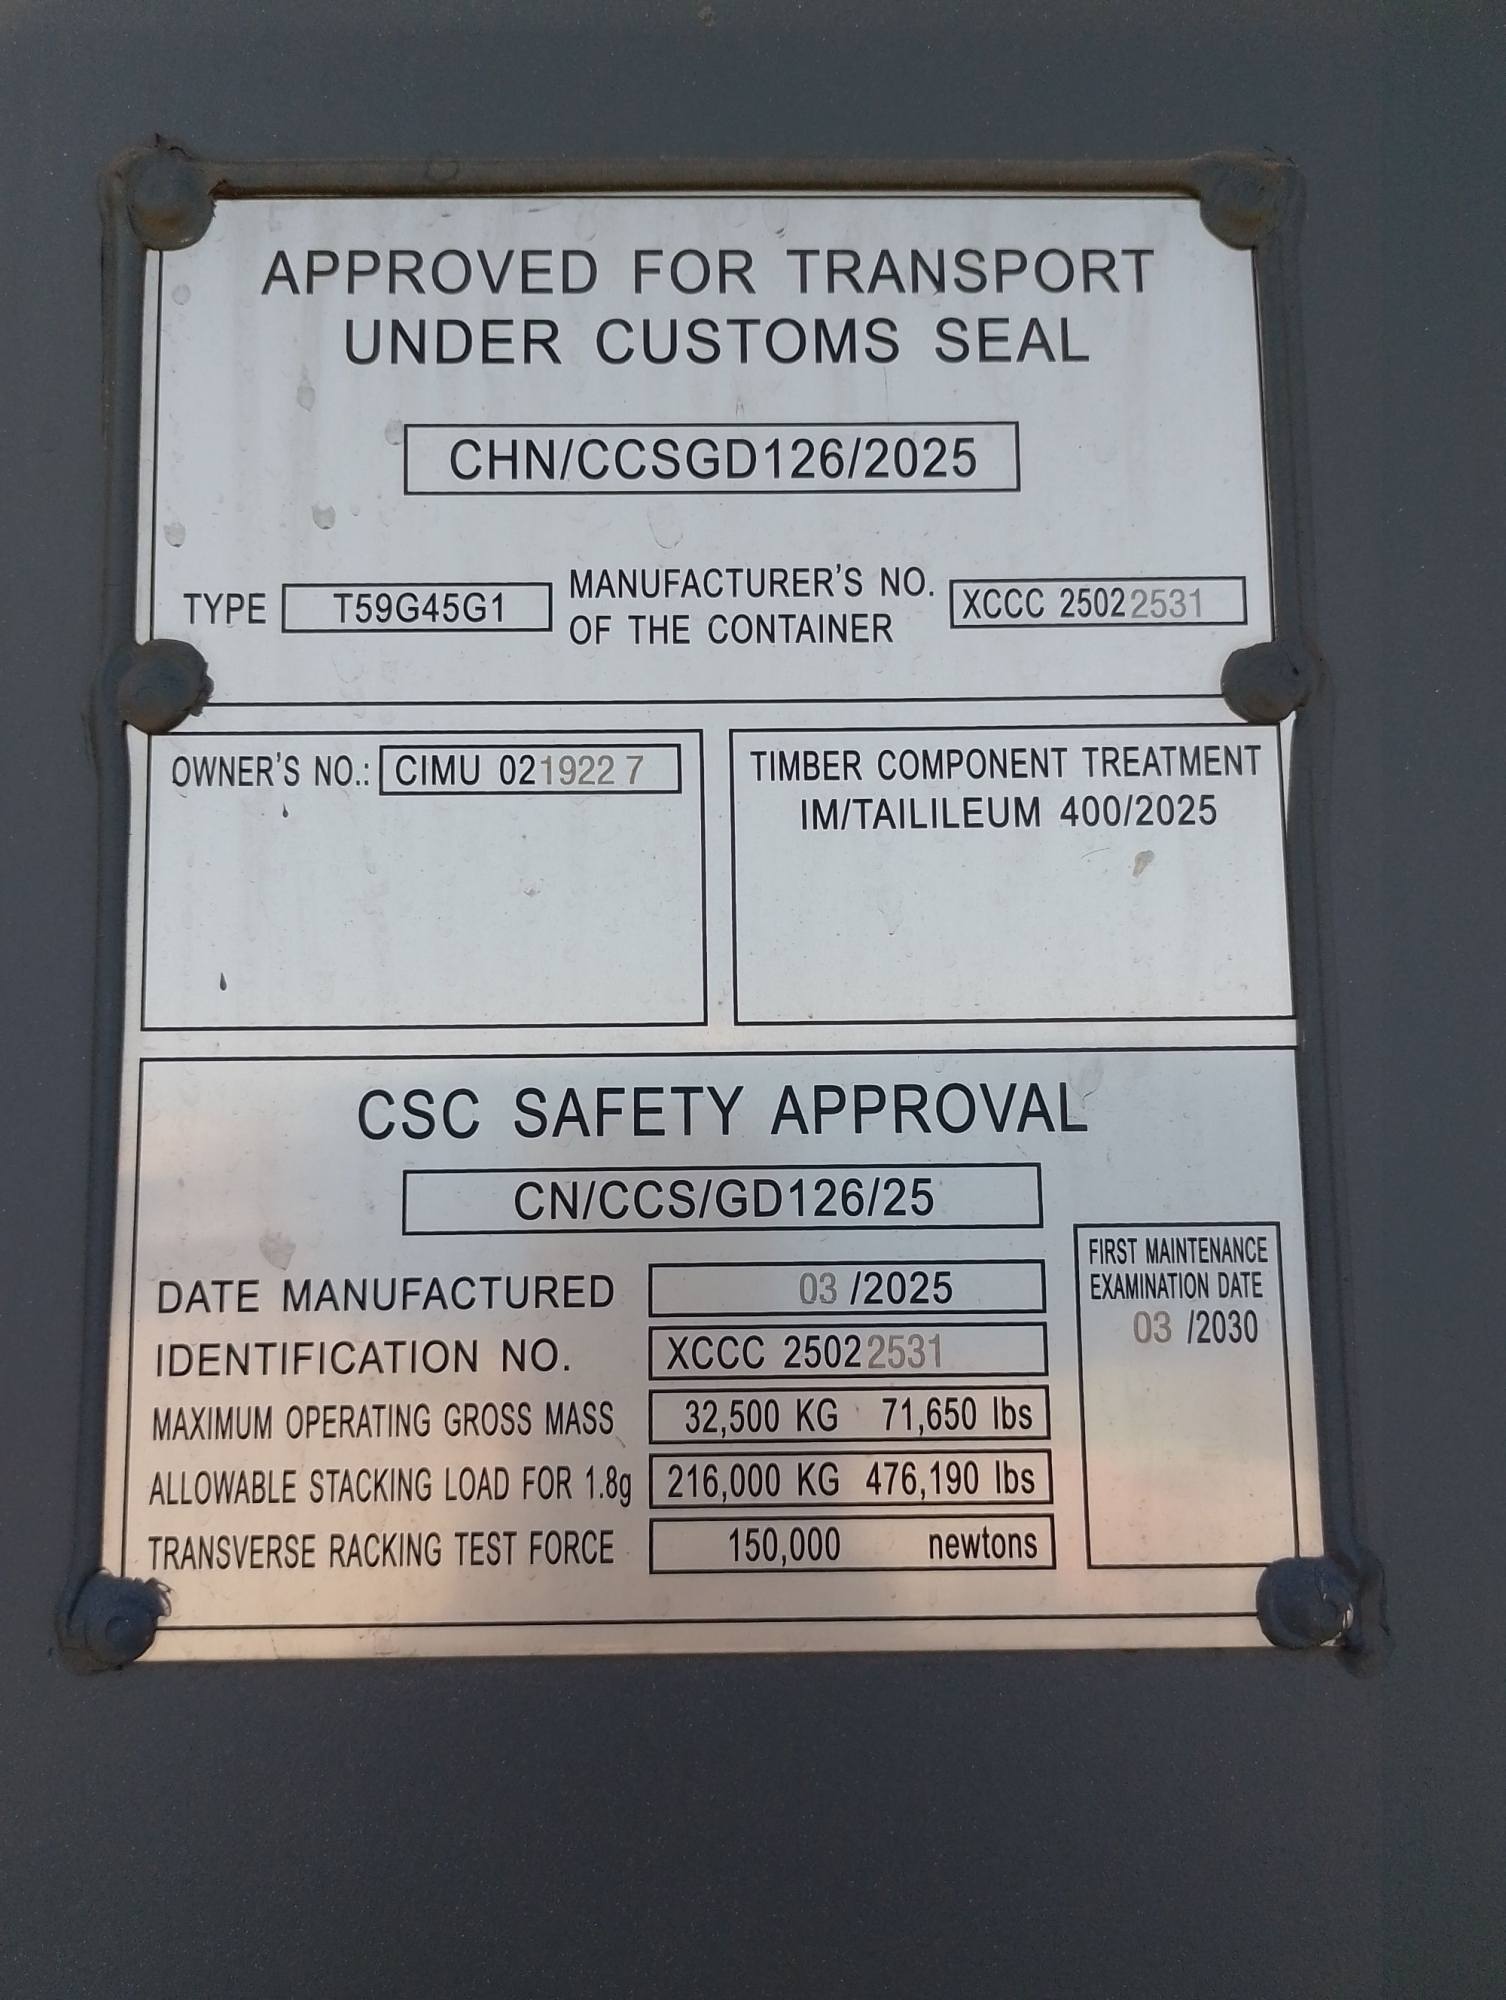 APPROVED FOR TRANSPORT
UNDER CUSTOMS SEAL
CHN/CCSGD126/2025
TYPE T59G45G1 MANUFACTURER'S NO.
OF THE CONTAINER XCCC 25022531
OWNER'S NO.: CIMU 021922 7
TIMBER COMPONENT TREATMENT
IM/TAILILEUM 400/2025
CSC SAFETY APPROVAL
CN/CCS/GD126/25
DATE MANUFACTURED 03 /2025
IDENTIFICATION NO. XCCC 25022531
MAXIMUM OPERATING GROSS MASS 32,500 KG 71,650 lbs
ALLOWABLE STACKING LOAD FOR 1.8g 216,000 KG 476,190 lbs
TRANSVERSE RACKING TEST FORCE 150,000 newtons
FIRST MAINTENANCE
EXAMINATION DATE
03 /2030